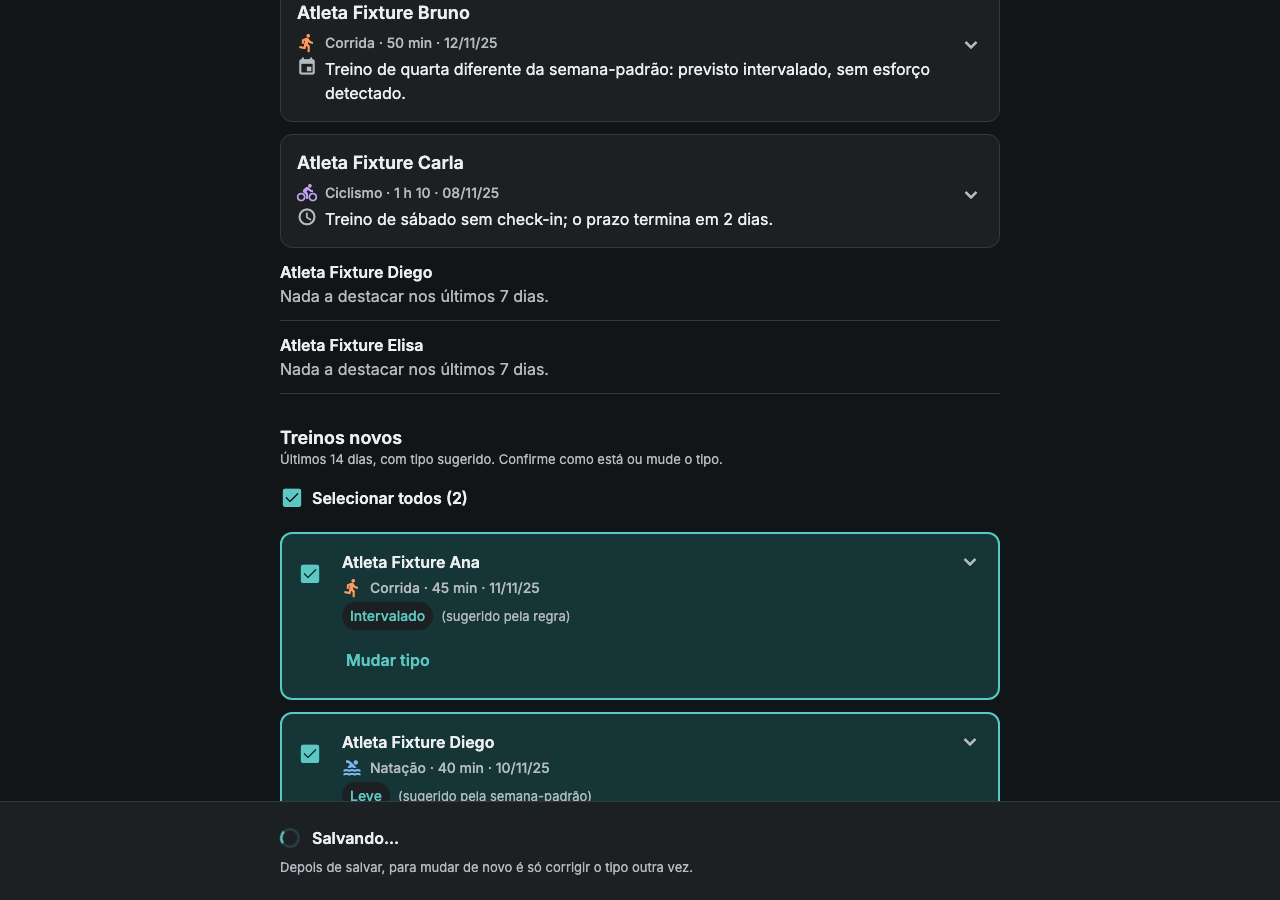 Atleta Fixture Bruno
Corrida · 50 min · 12/11/25
Treino de quarta diferente da semana-padrão: previsto intervalado, sem esforço
detectado.
Atleta Fixture Carla
Ciclismo · 1 h 10 · 08/11/25
Treino de sábado sem check-in; o prazo termina em 2 dias.
Atleta Fixture Diego
Nada a destacar nos últimos 7 dias.
Atleta Fixture Elisa
Nada a destacar nos últimos 7 dias.
Treinos novos
Últimos 14 dias, com tipo sugerido. Confirme como está ou mude o tipo.
Selecionar todos (2)
Atleta Fixture Ana
Corrida · 45 min · 11/11/25
Intervalado (sugerido pela regra)
Mudar tipo
Atleta Fixture Diego
Natação · 40 min · 10/11/25
Leve (sugerido pela semana-padrão)
Salvando...
Depois de salvar, para mudar de novo é só corrigir o tipo outra vez.